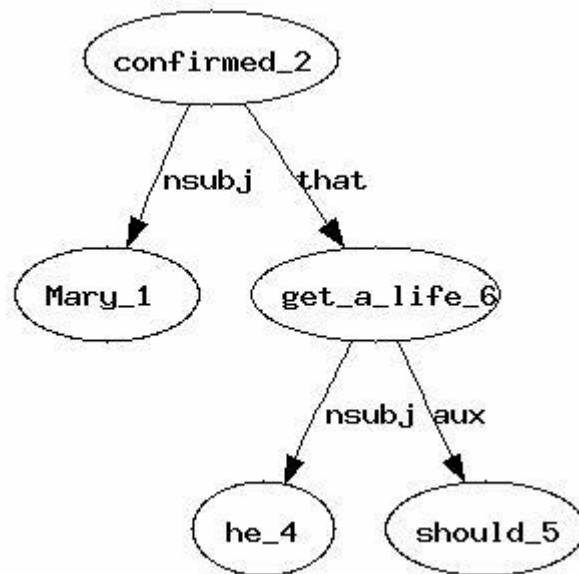 confirmed_2
nsubj that
Mary_1 get_a_life_6
nsubj aux
he_4 should_5